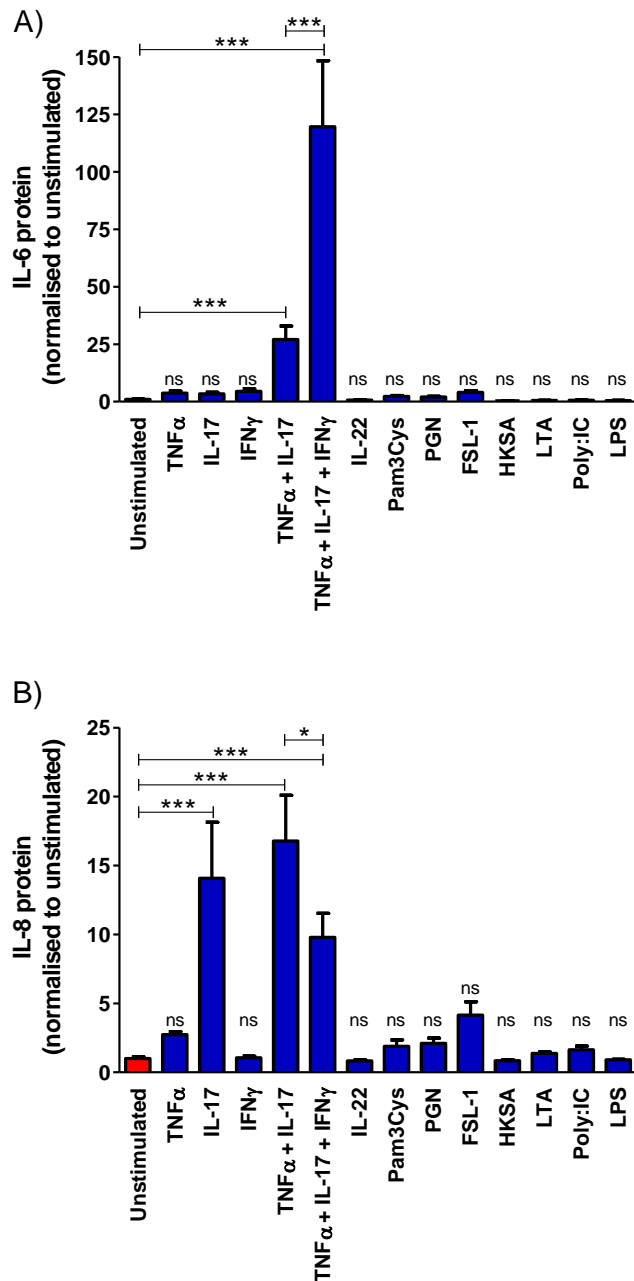 A)
***
***
***
ns ns ns ns ns ns ns ns ns ns ns
150
125
100
75
50
25
0
IL-6 protein
(normalised to unstimulated)
Unstimulated
TNFα
IL-17
IFNγ
TNFα + IL-17
TNFα + IL-17 + IFNγ
IL-22
Pam3Cys
PGN
FSL-1
HKSA
LTA
Poly:IC
LPS
B)
*
***
***
***
ns ns ns ns ns ns ns ns ns ns
25
20
15
10
5
0
IL-8 protein
(normalised to unstimulated)
Unstimulated
TNFα
IL-17
IFNγ
TNFα + IL-17
TNFα + IL-17 + IFNγ
IL-22
Pam3Cys
PGN
FSL-1
HKSA
LTA
Poly:IC
LPS